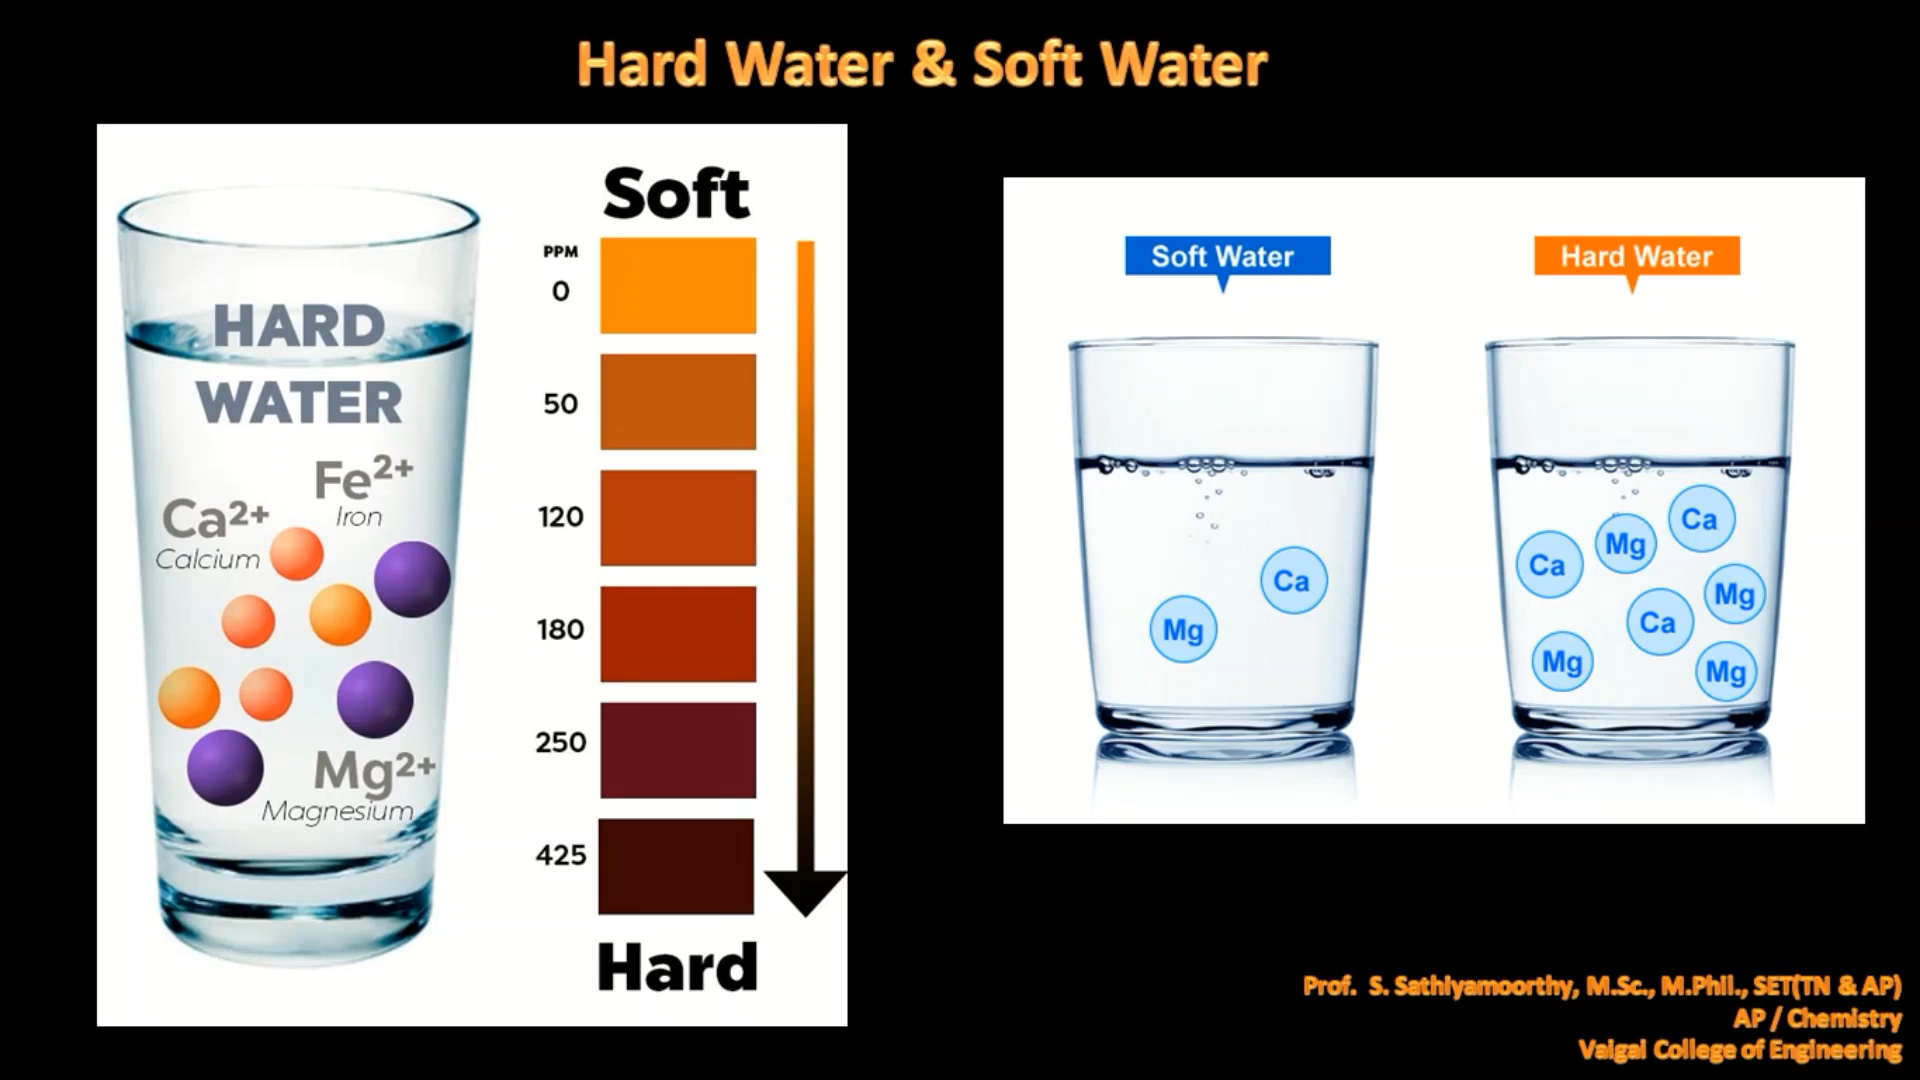 Hard Water & Soft Water
HARD
WATER
Fe2+
Iron
Ca2+
Calcium
Mg2+
Magnesium
Soft
PPM
0
50
120
180
250
425
Hard
Soft Water
Hard Water
Ca
Mg
Ca
Mg
Ca
Mg
Ca
Mg
Mg
Prof. S. Sathiyamoorthy, M.Sc., M.Phil., SET(TN & AP)
AP / Chemistry
Vaigai College of Engineering